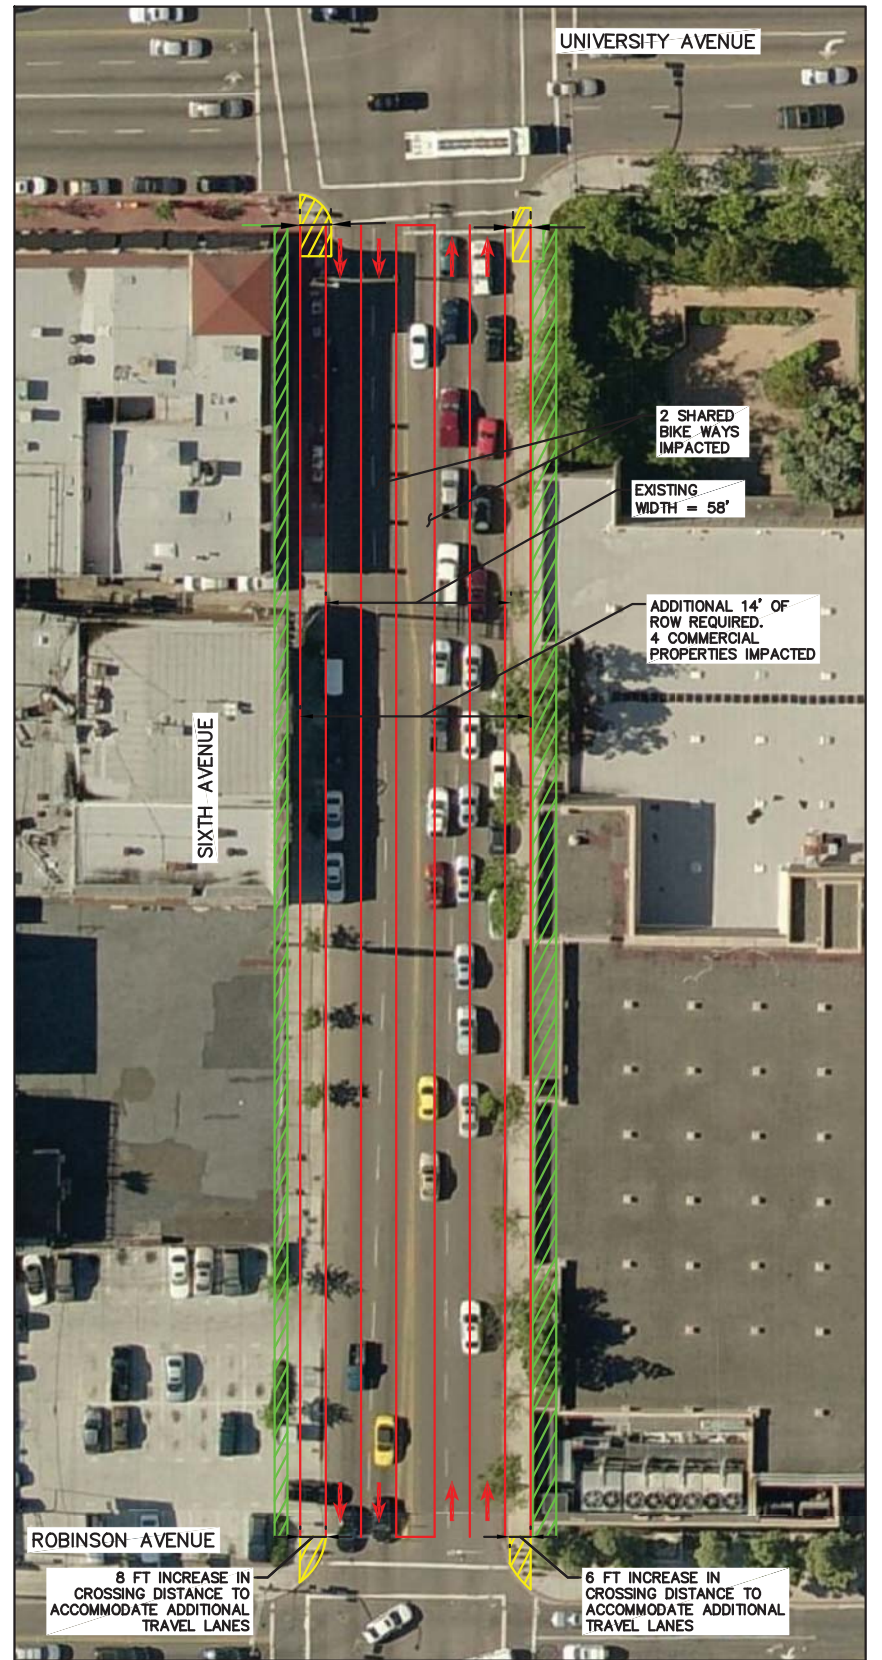 UNIVERSITY AVENUE
2 SHARED
BIKE WAYS
IMPACTED
EXISTING
WIDTH = 58'
ADDITIONAL 14' OF
ROW REQUIRED.
4 COMMERCIAL
PROPERTIES IMPACTED
SIXTH AVENUE
ROBINSON AVENUE
8 FT INCREASE IN
CROSSING DISTANCE TO
ACCOMMODATE ADDITIONAL
TRAVEL LANES
6 FT INCREASE IN
CROSSING DISTANCE TO
ACCOMMODATE ADDITIONAL
TRAVEL LANES